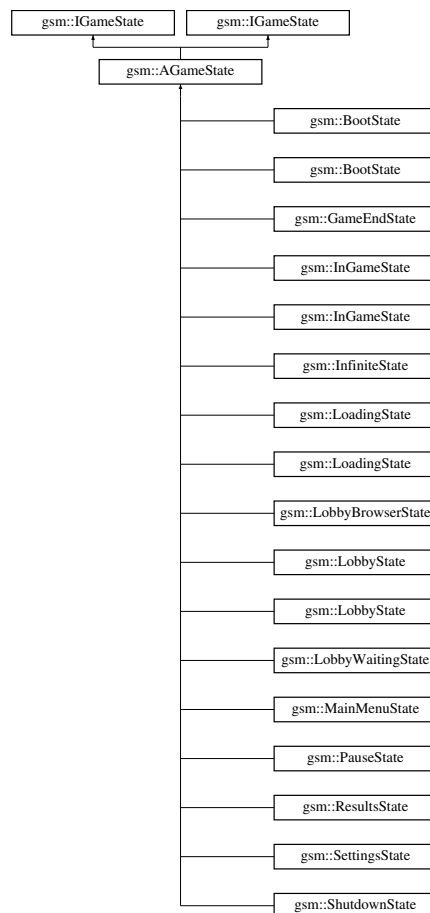 gsm::IGameState
gsm::IGameState
gsm::AGameState
gsm::BootState
gsm::BootState
gsm::GameEndState
gsm::InGameState
gsm::InGameState
gsm::InfiniteState
gsm::LoadingState
gsm::LoadingState
gsm::LobbyBrowserState
gsm::LobbyState
gsm::LobbyState
gsm::LobbyWaitingState
gsm::MainMenuState
gsm::PauseState
gsm::ResultsState
gsm::SettingsState
gsm::ShutdownState